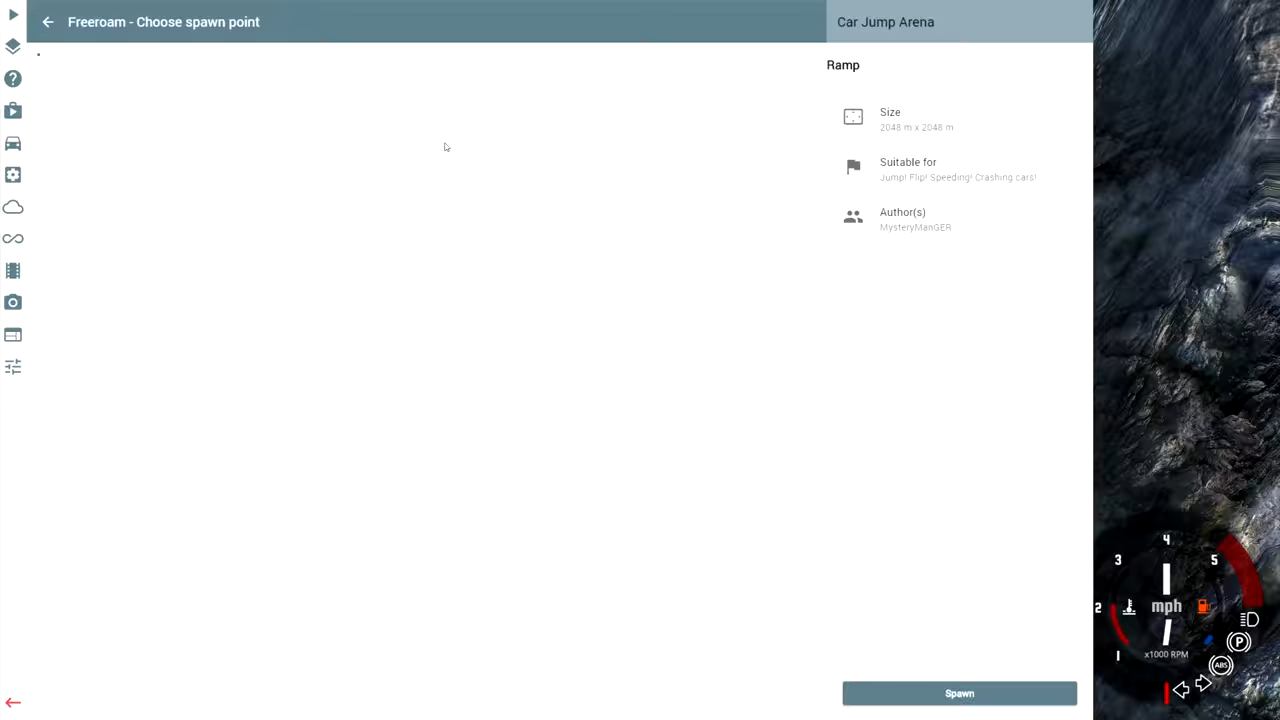 Freeroam - Choose spawn point
Car Jump Arena
Ramp
Size
2048 m x 2048 m
Suitable for
Jump! Flip! Speeding! Crashing cars!
Author(s)
MysteryManGER
4
3
5
2
mph
P
1
x1000 RPM
ABS
Spawn